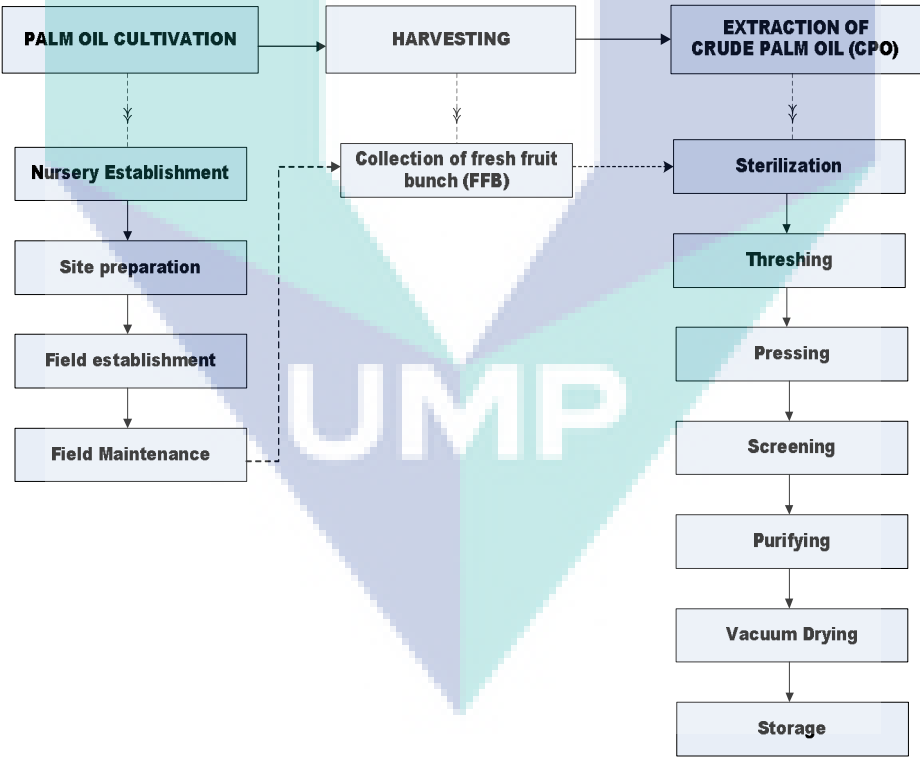 PALM OIL CULTIVATION
HARVESTING
EXTRACTION OF
CRUDE PALM OIL (CPO)
Nursery Establishment
Site preparation
Field establishment
Field Maintenance
Collection of fresh fruit
bunch (FFB)
Sterilization
Threshing
Pressing
Screening
Purifying
Vacuum Drying
Storage
UMP